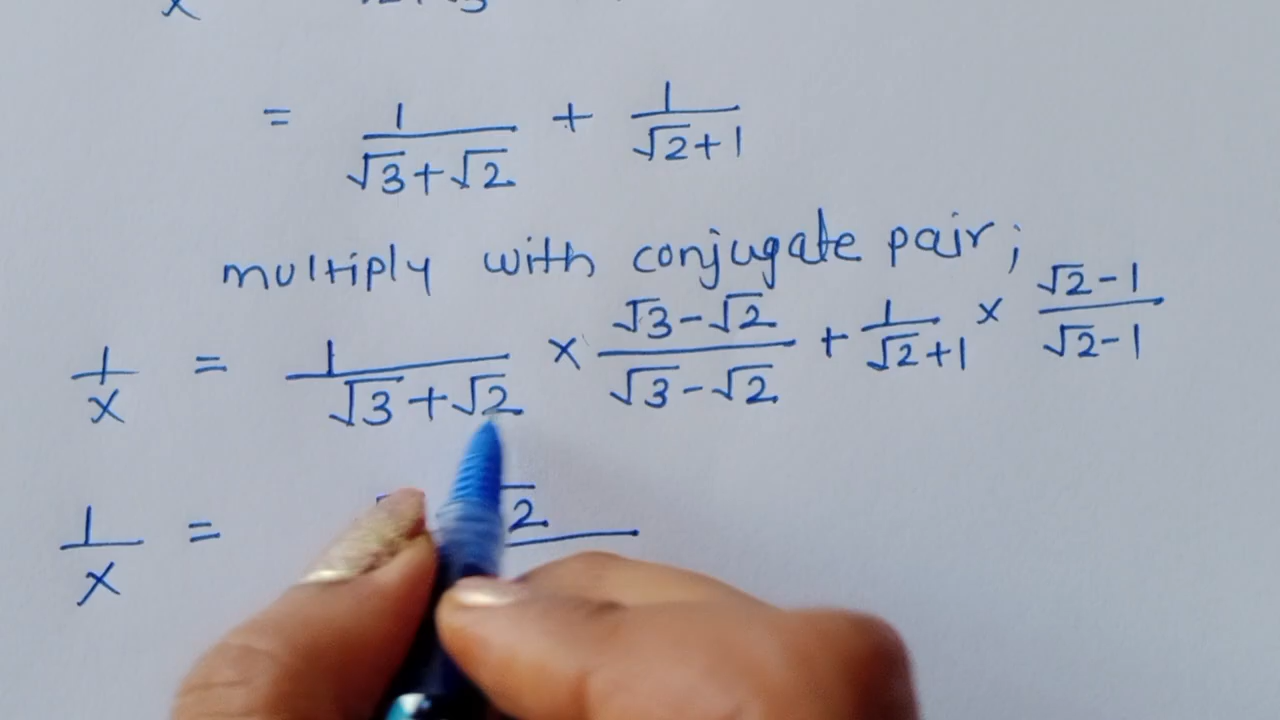 x
= 1/(√3+√2) + 1/(√2+1)
multiply with conjugate pair;
1/x = 1/(√3+√2) × (√3-√2)/(√3-√2) + 1/(√2+1) × (√2-1)/(√2-1)
1/x = √2